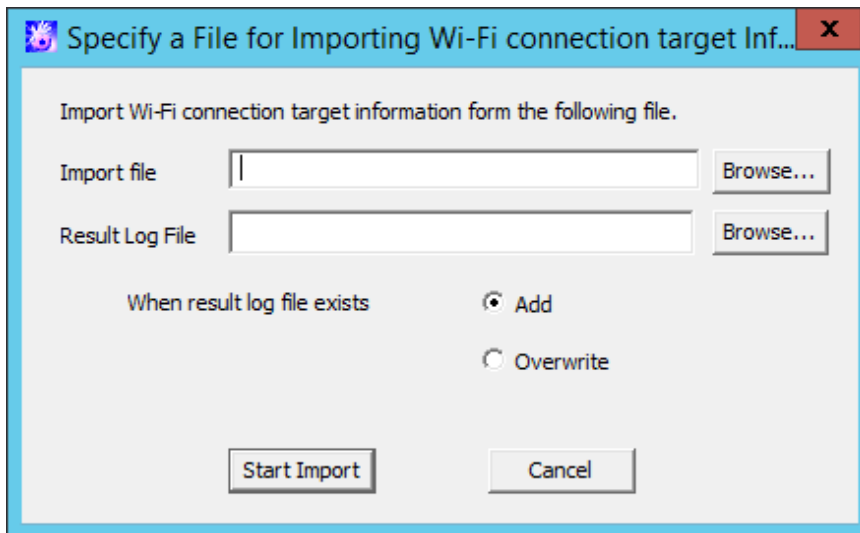 Specify a File for Importing Wi-Fi connection target Inf...
X
Import Wi-Fi connection target information form the following file.
Import file
Browse...
Result Log File
Browse...
When result log file exists
Add
Overwrite
Start Import
Cancel